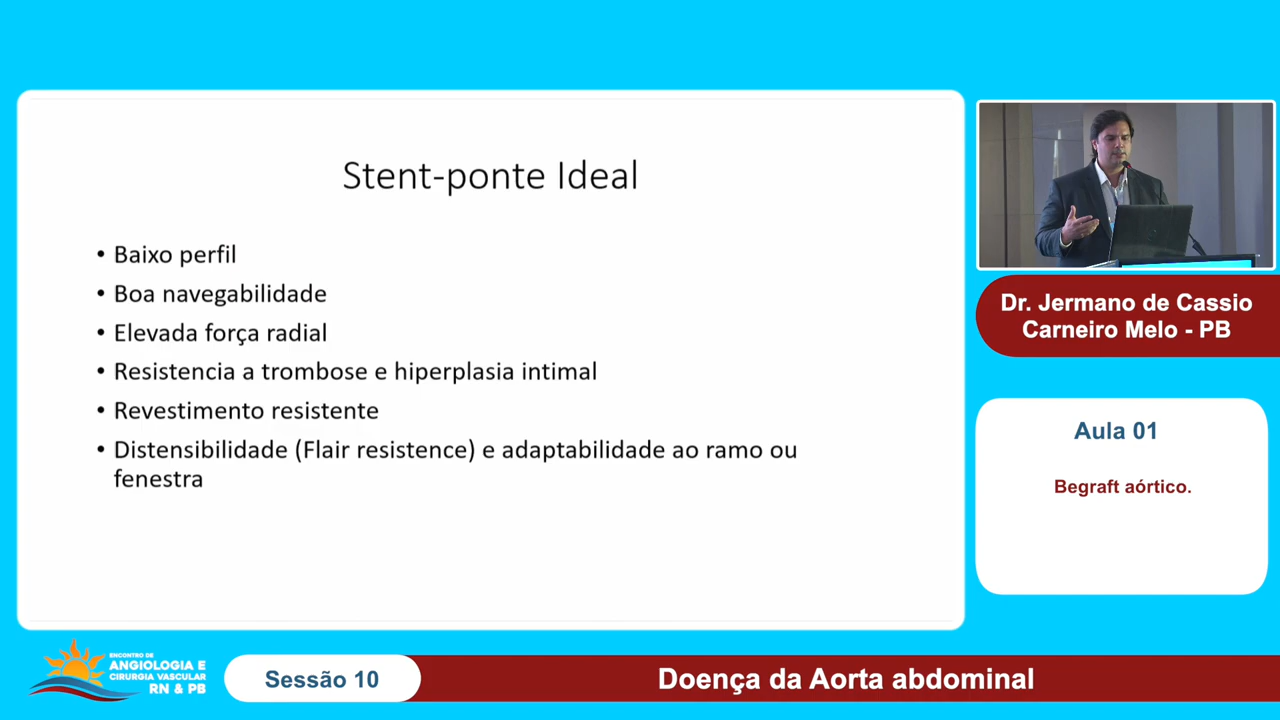 Stent-ponte Ideal
• Baixo perfil
• Boa navegabilidade
• Elevada força radial
• Resistencia a trombose e hiperplasia intimal
• Revestimento resistente
• Distensibilidade (Flair resistence) e adaptabilidade ao ramo ou
fenestra
Dr. Jermano de Cassio
Carneiro Melo - PB
Aula 01
Begraft aórtico.
ENCONTRO DE
ANGIOLOGIA E
CIRURGIA VASCULAR
RN & PB
Sessão 10
Doença da Aorta abdominal